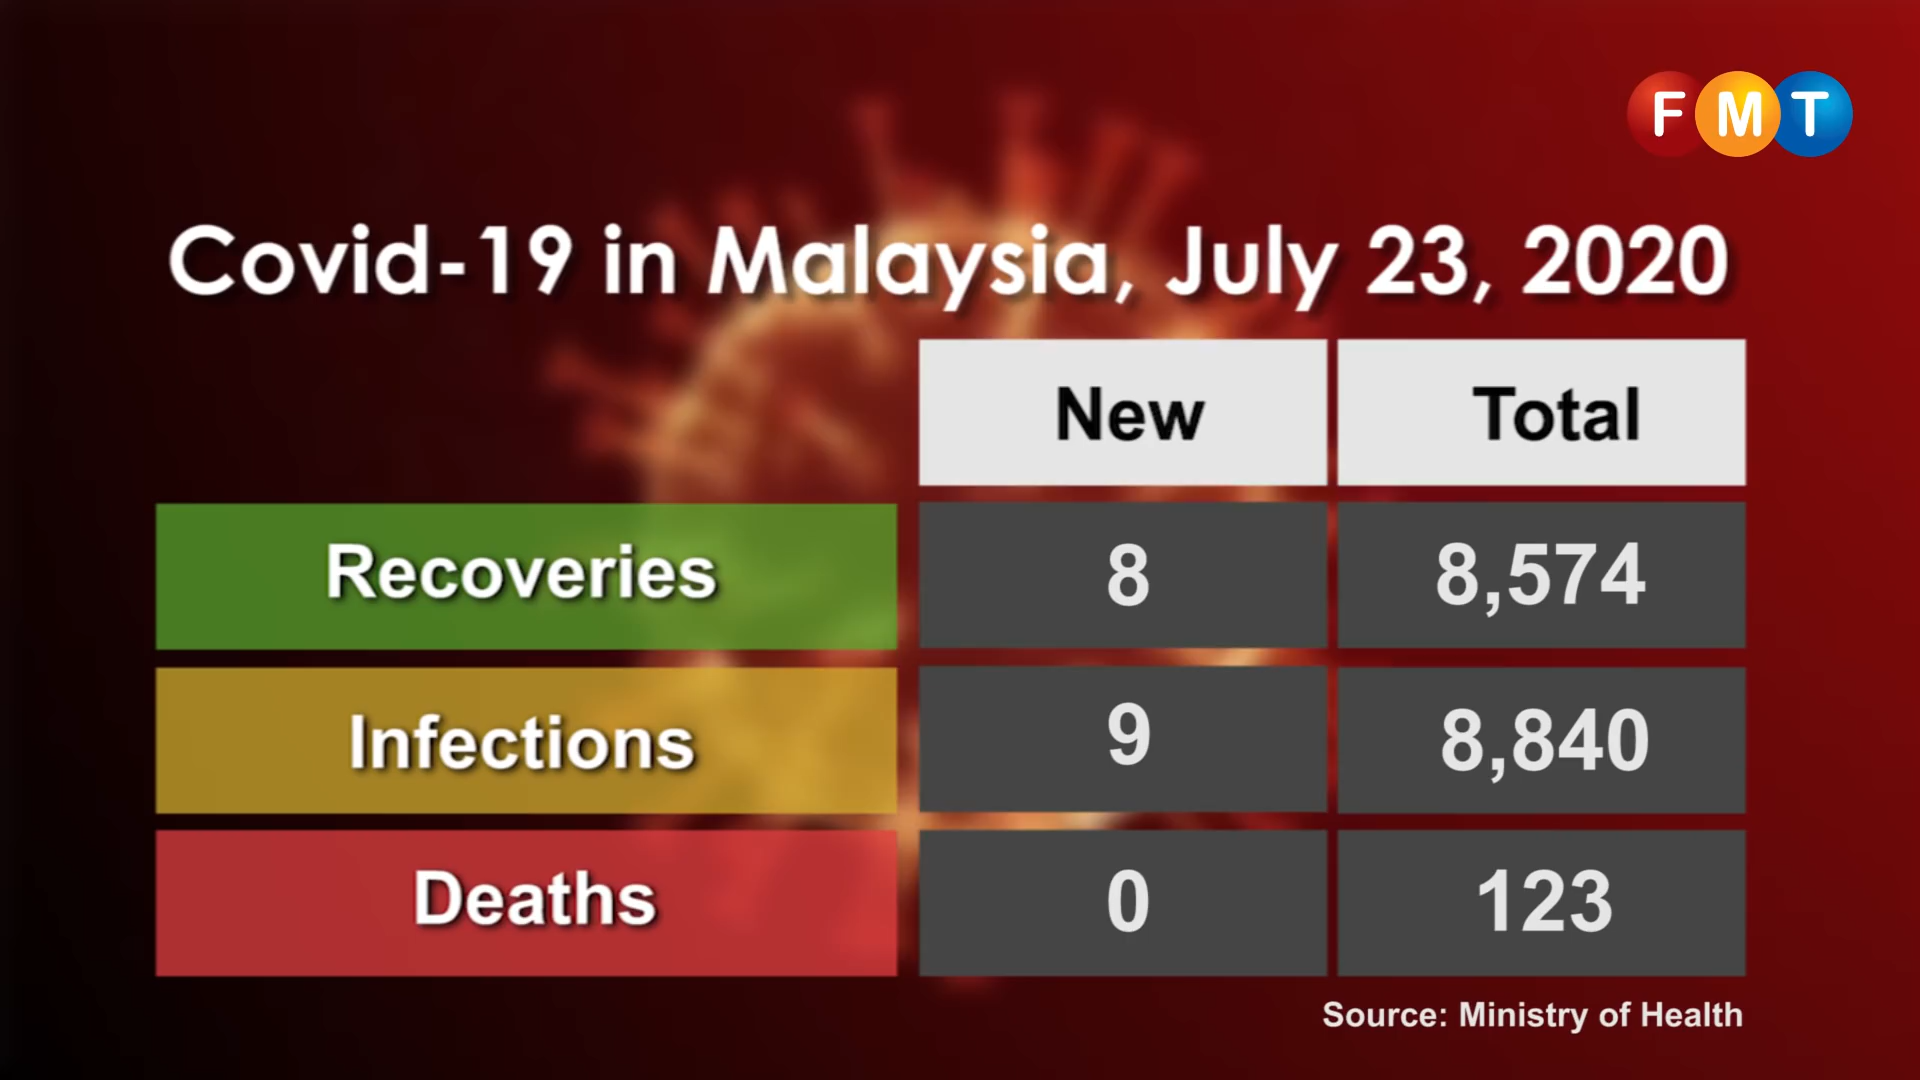 FMT
Covid-19 in Malaysia, July 23, 2020
New Total
Recoveries 8 8,574
Infections 9 8,840
Deaths 0 123
Source: Ministry of Health